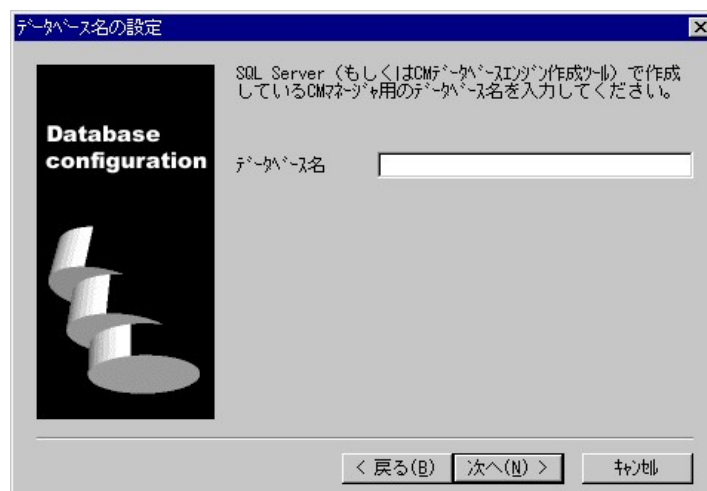 ﾃﾞｰﾀﾍﾞｰｽ名の設定
SQL Server（もしくはCMﾃﾞｰﾀﾍﾞｰｽｴﾝｼﾞﾝ作成ﾂｰﾙ）で作成
しているCMﾏﾈｰｼﾞｬ用のﾃﾞｰﾀﾍﾞｰｽ名を入力してください。
Database
configuration
ﾃﾞｰﾀﾍﾞｰｽ名
< 戻る(B)
次へ(N) >
ｷｬﾝｾﾙ